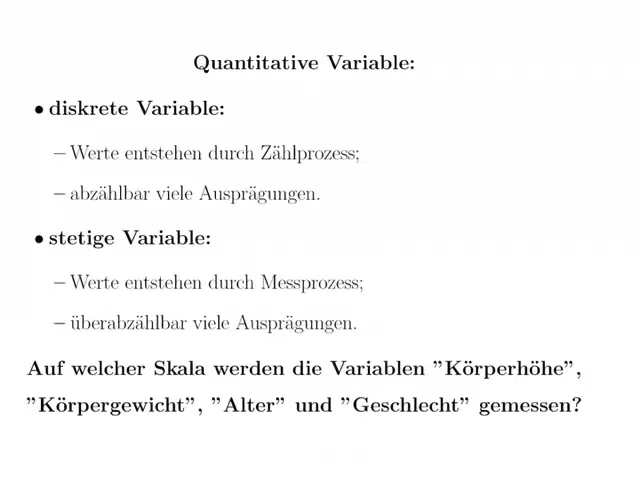 Quantitative Variable:
• diskrete Variable:
– Werte entstehen durch Zählprozess;
– abzählbar viele Ausprägungen.
• stetige Variable:
– Werte entstehen durch Messprozess;
– überabzählbar viele Ausprägungen.
Auf welcher Skala werden die Variablen ”Körperhöhe”,
”Körpergewicht”, ”Alter” und ”Geschlecht” gemessen?